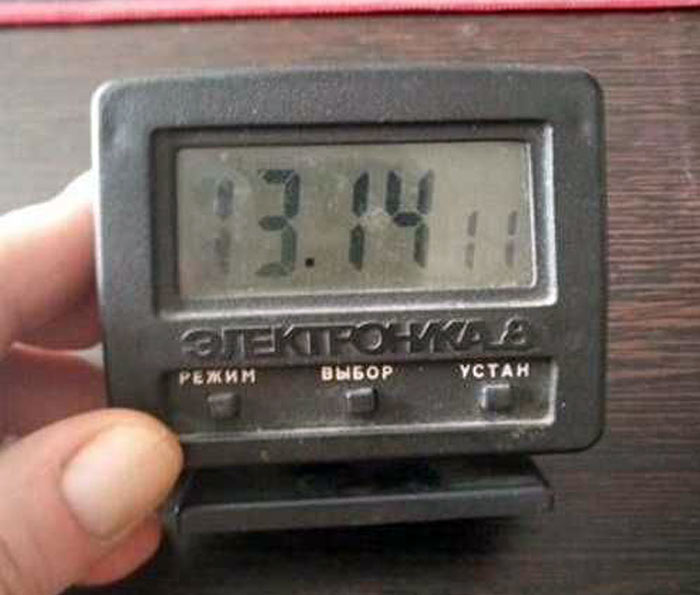 13.14 11
ЭЛЕКТРОНИКА 8
РЕЖИМ ВЫБОР УСТАН